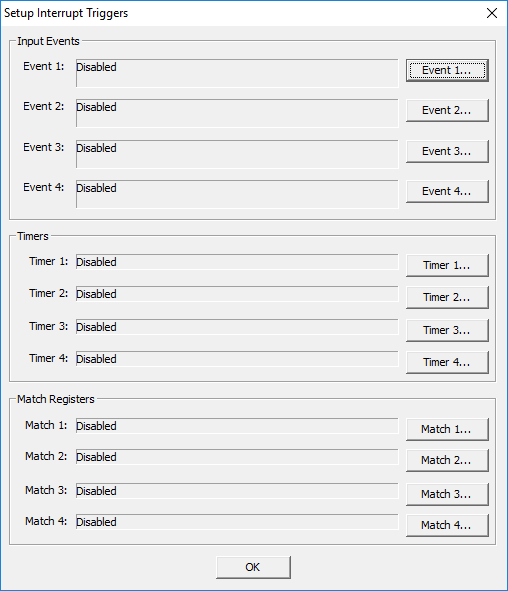 Setup Interrupt Triggers
Input Events
Event 1: Disabled Event 1...
Event 2: Disabled Event 2...
Event 3: Disabled Event 3...
Event 4: Disabled Event 4...
Timers
Timer 1: Disabled Timer 1...
Timer 2: Disabled Timer 2...
Timer 3: Disabled Timer 3...
Timer 4: Disabled Timer 4...
Match Registers
Match 1: Disabled Match 1...
Match 2: Disabled Match 2...
Match 3: Disabled Match 3...
Match 4: Disabled Match 4...
OK